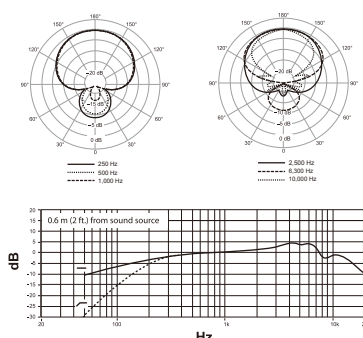 180°
180°
150°
150°
150°
150°
120°
120°
120°
120°
–20 dB
–20 dB
90°
90°
90°
90°
–15 dB
–10 dB
–5 dB
–5 dB
60°
60°
60°
60°
0 dB
0 dB
30°
30°
30°
30°
0
0
250 Hz
500 Hz
1,000 Hz
2,500 Hz
6,300 Hz
10,000 Hz
0.6 m (2 ft.) from sound source
dB
20
15
10
5
0
-5
-10
-15
-20
-25
-30
20
100
1k
10k
Hz